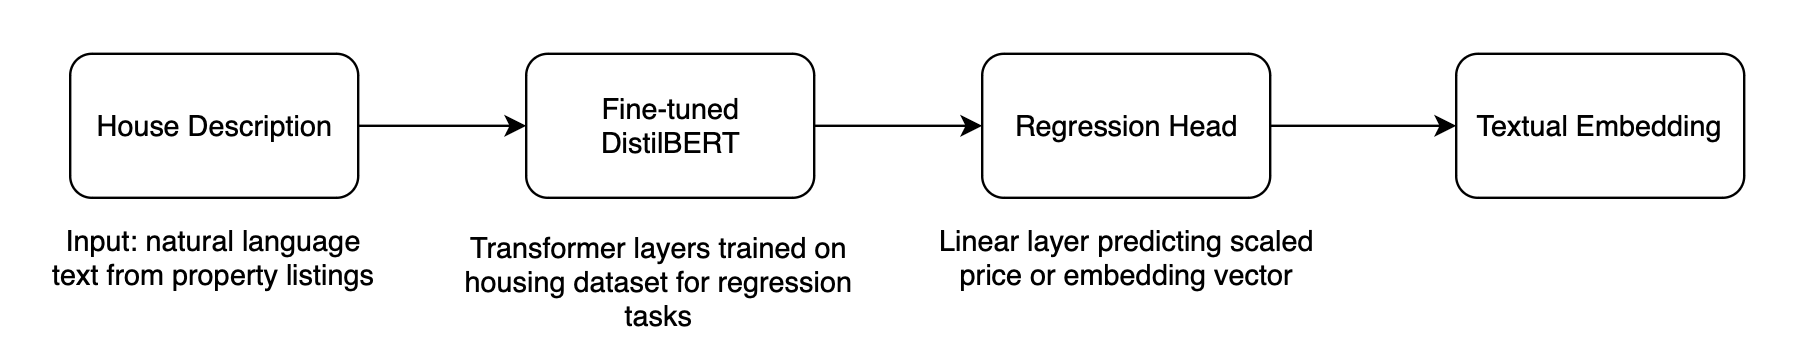 House Description
Fine-tuned
DistilBERT
Regression Head
Textual Embedding
Input: natural language
text from property listings
Transformer layers trained on
housing dataset for regression
tasks
Linear layer predicting scaled
price or embedding vector